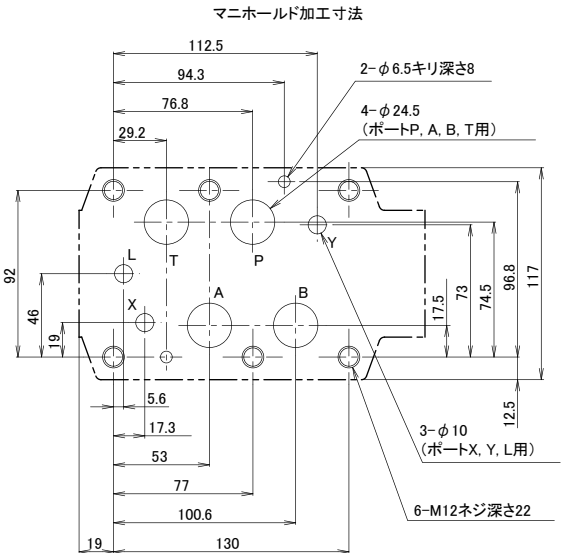 マニホールド加工寸法
112.5
94.3
76.8
29.2
2-φ6.5キリ深さ8
4-φ24.5
(ポートP, A, B, T用)
T
P
Y
L
X
A
B
92
46
19
17.5
73
74.5
96.8
117
12.5
5.6
17.3
53
77
100.6
19
130
3-φ10
(ポートX, Y, L用)
6-M12ネジ深さ22